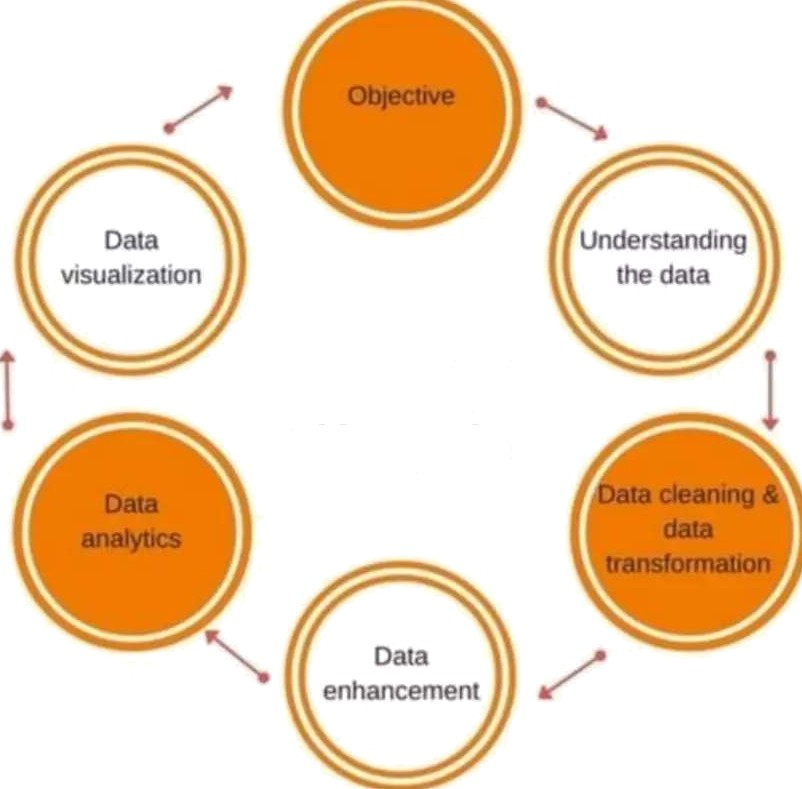 Objective
Understanding
the data
Data cleaning &
data
transformation
Data
enhancement
Data
analytics
Data
visualization